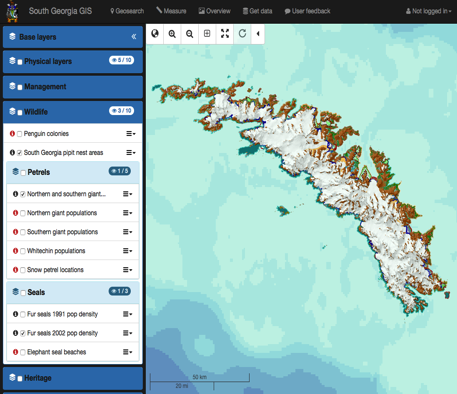 South Georgia GIS
Geosearch
Measure
Overview
Get data
User feedback
Not logged in
Base layers
Physical layers
5 / 10
Management
Wildlife
3 / 10
Penguin colonies
South Georgia pipit nest areas
Petrels
1 / 5
Northern and southern giant...
Northern giant populations
Southern giant populations
Whitechin populations
Snow petrel locations
Seals
1 / 3
Fur seals 1991 pop density
Fur seals 2002 pop density
Elephant seal beaches
Heritage
50 km
20 mi